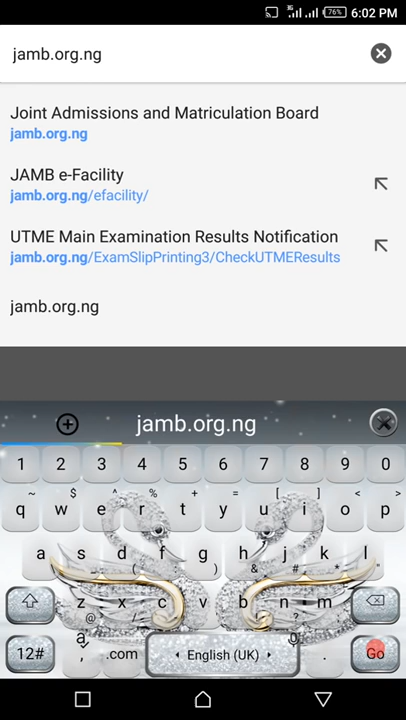 3G 76% 6:02 PM
jamb.org.ng
Joint Admissions and Matriculation Board
jamb.org.ng
JAMB e-Facility
jamb.org.ng/efacility/
UTME Main Examination Results Notification
jamb.org.ng/ExamSlipPrinting3/CheckUTMEResults
jamb.org.ng
jamb.org.ng
1 2 3 4 5 6 7 8 9 0
~ $ ^ % + = [ ] < >
q w e r t y u i o p
a s d f g h j k l
_ ( ) & # * "
z x c v b n m
@ / ?
12# , .com English (UK) . Go